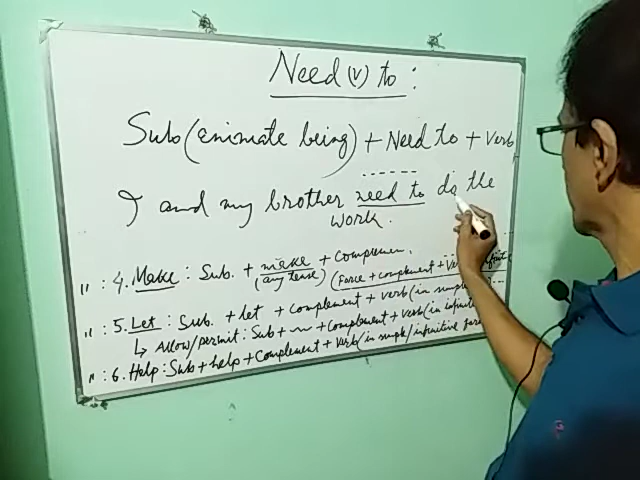 Need (v) to :
Sub (animate being) + Need to + Verb
I and my brother need to do the
work.
" : 4. Make : Sub. + make + Complemen.
(any tense) (Force + complement +
" : 5. Let : Sub. + let + complement + verb (in simple
↳ Allow/permit : Sub + ~ + Complement + verb (in infinitive
" : 6. Help : Sub + help + Complement + Verb (in simple/infinitive form